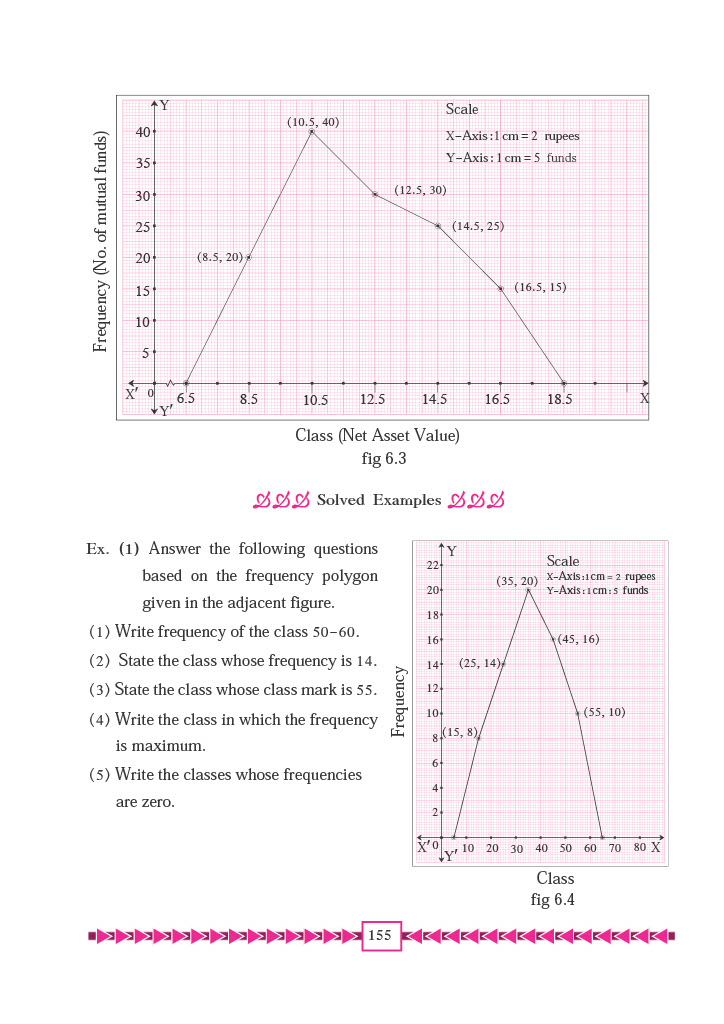 Y
Scale
(10.5, 40)
X-Axis : 1 cm = 2 rupees
Y-Axis : 1 cm = 5 funds
40
35
30
25
20
15
10
5
(12.5, 30)
(14.5, 25)
(8.5, 20)
(16.5, 15)
Frequency (No. of mutual funds)
X′ 0 6.5 8.5 10.5 12.5 14.5 16.5 18.5 X
Y′
Class (Net Asset Value)
fig 6.3
Solved Examples
Ex. (1) Answer the following questions
based on the frequency polygon
given in the adjacent figure.
(1) Write frequency of the class 50-60.
(2) State the class whose frequency is 14.
(3) State the class whose class mark is 55.
(4) Write the class in which the frequency
is maximum.
(5) Write the classes whose frequencies
are zero.
Y
Scale
X-Axis : 1 cm = 2 rupees
Y-Axis : 1 cm : 5 funds
22
20
18
16
14
12
10
8
6
4
2
(35, 20)
(45, 16)
(25, 14)
(55, 10)
(15, 8)
Frequency
X′ 0 10 20 30 40 50 60 70 80 X
Y′
Class
fig 6.4
155